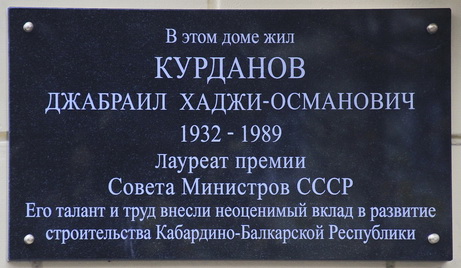 В этом доме жил
КУРДАНОВ
ДЖАБРАИЛ ХАДЖИ-ОСМАНОВИЧ
1932 - 1989
Лауреат премии
Совета Министров СССР
Его талант и труд внесли неоценимый вклад в развитие
строительства Кабардино-Балкарской Республики